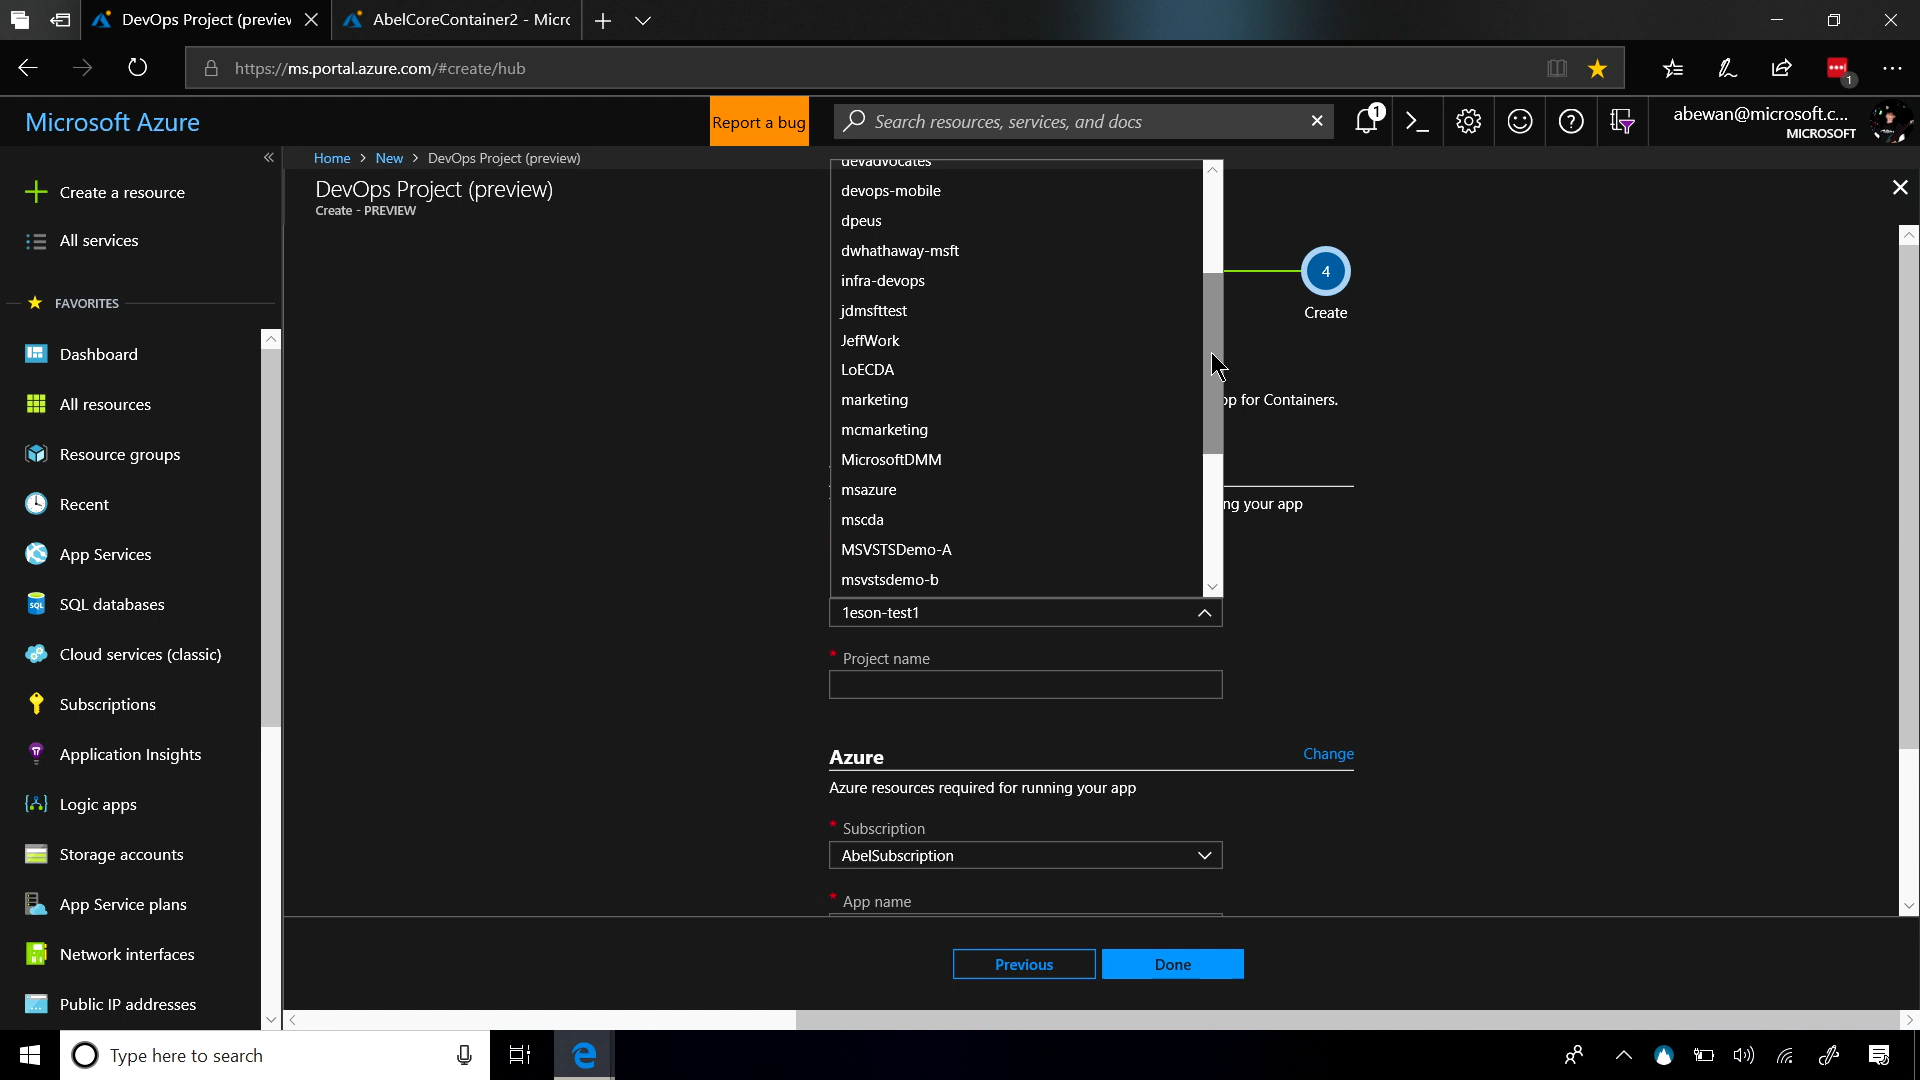 DevOps Project (preview
AbelCoreContainer2 - Micr
https://ms.portal.azure.com/#create/hub
1
Microsoft Azure
Report a bug
Search resources, services, and docs
1
abewan@microsoft.c...
MICROSOFT
Home > New > DevOps Project (preview)
DevOps Project (preview)
Create - PREVIEW
Create a resource
All services
FAVORITES
Dashboard
All resources
Resource groups
Recent
App Services
SQL databases
Cloud services (classic)
Subscriptions
Application Insights
Logic apps
Storage accounts
App Service plans
Network interfaces
Public IP addresses
devadvocates
devops-mobile
dpeus
dwhathaway-msft
infra-devops
jdmsfttest
JeffWork
LoECDA
marketing
mcmarketing
MicrosoftDMM
msazure
mscda
MSVSTSDemo-A
msvstsdemo-b
1eson-test1
4
Create
pp for Containers.
ng your app
* Project name
Azure
Change
Azure resources required for running your app
* Subscription
AbelSubscription
* App name
Previous
Done
Type here to search